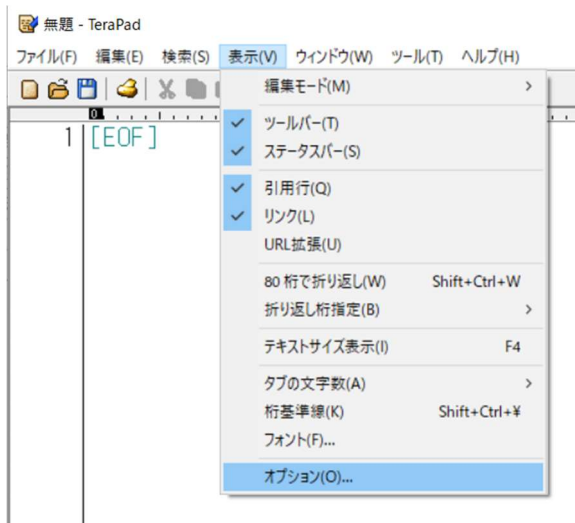 無題 - TeraPad
ファイル(F) 編集(E) 検索(S) 表示(V) ウィンドウ(W) ツール(T) ヘルプ(H)
0
1 [EOF]
編集モード(M) >
ツールバー(T)
ステータスバー(S)
引用行(Q)
リンク(L)
URL拡張(U)
80 桁で折り返し(W) Shift+Ctrl+W
折り返し桁指定(B) >
テキストサイズ表示(I) F4
タブの文字数(A) >
桁基準線(K) Shift+Ctrl+¥
フォント(F)...
オプション(O)...